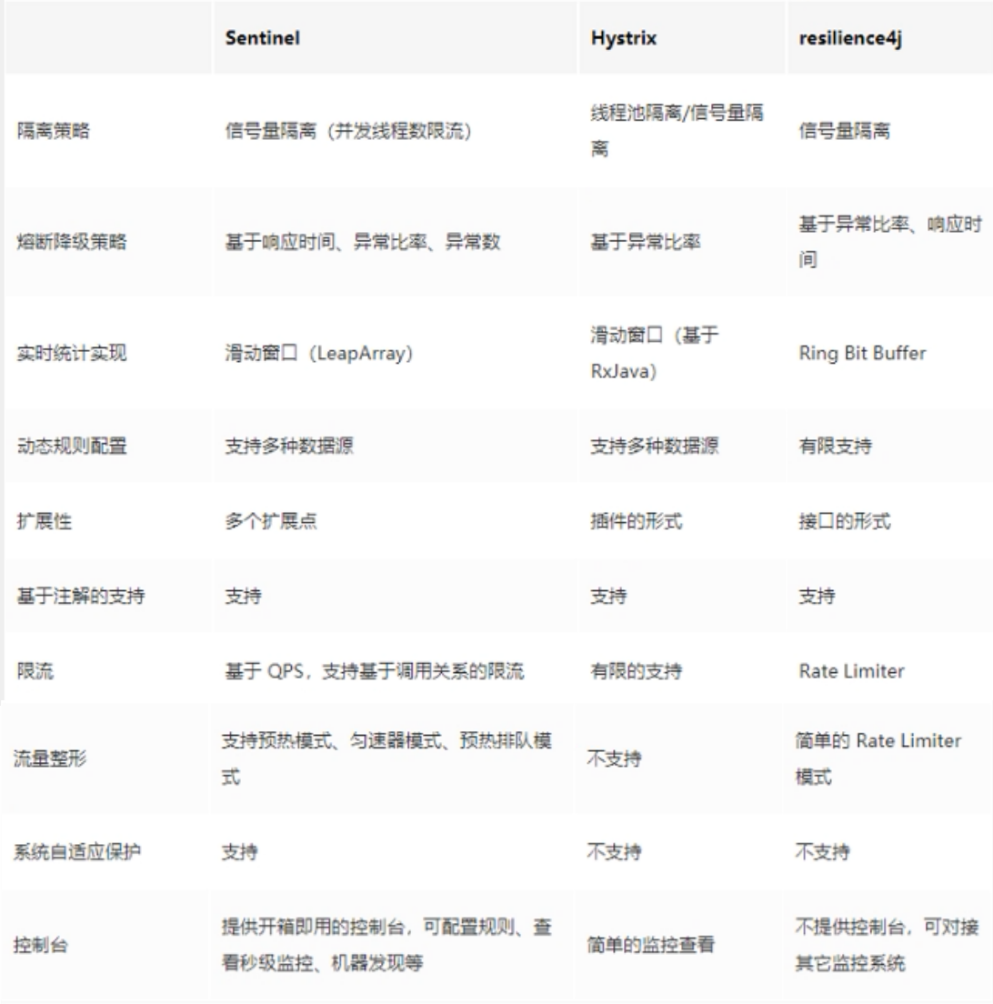 Sentinel Hystrix resilience4j
隔离策略 信号量隔离（并发线程数限流） 线程池隔离/信号量隔
离 信号量隔离
熔断降级策略 基于响应时间、异常比率、异常数 基于异常比率 基于异常比率、响应时
间
实时统计实现 滑动窗口（LeapArray） 滑动窗口（基于
RxJava） Ring Bit Buffer
动态规则配置 支持多种数据源 支持多种数据源 有限支持
扩展性 多个扩展点 插件的形式 接口的形式
基于注解的支持 支持 支持 支持
限流 基于 QPS，支持基于调用关系的限流 有限的支持 Rate Limiter
流量整形 支持预热模式、匀速器模式、预热排队模
式 不支持 简单的 Rate Limiter
模式
系统自适应保护 支持 不支持 不支持
控制台 提供开箱即用的控制台，可配置规则、查
看秒级监控、机器发现等 简单的监控查看 不提供控制台，可对接
其它监控系统